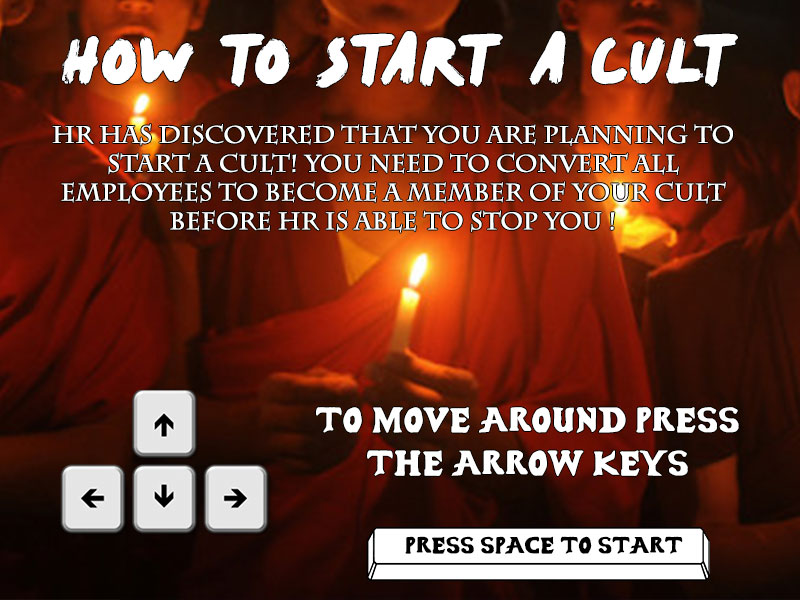 HOW TO START A CULT
HR HAS DISCOVERED THAT YOU ARE PLANNING TO
START A CULT! YOU NEED TO CONVERT ALL
EMPLOYEES TO BECOME A MEMBER OF YOUR CULT
BEFORE HR IS ABLE TO STOP YOU !
TO MOVE AROUND PRESS
THE ARROW KEYS
PRESS SPACE TO START